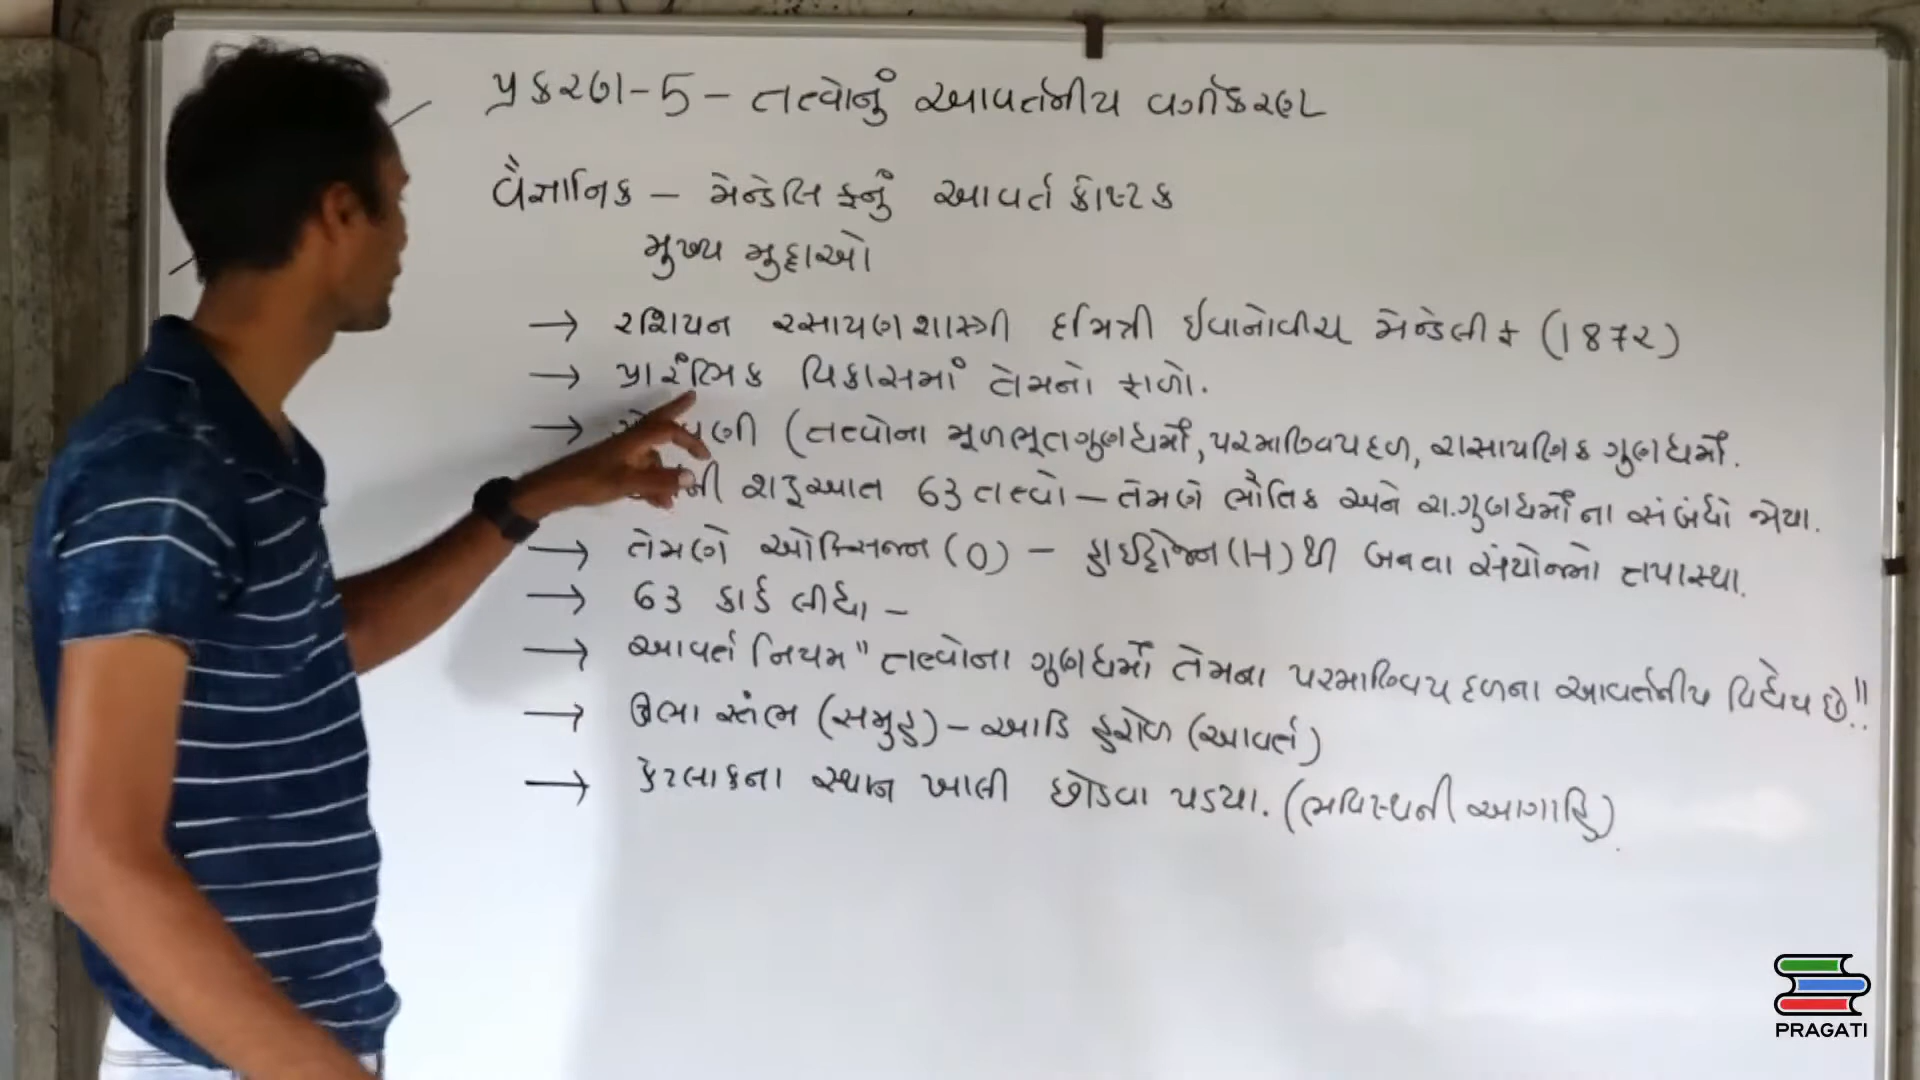 પ્રકરણ-5 - તત્વોનું આવર્તનીય વર્ગીકરણ
વૈજ્ઞાનિક - મેન્ડેલિફનું આવર્ત કોષ્ટક
મુખ્ય મુદ્દાઓ
→ રશિયન રસાયણશાસ્ત્રી દમિત્રી ઈવાનોવીચ મેન્ડેલીફ (1872)
→ પ્રારંભિક વિકાસમાં તેમનો ફાળો.
→ (તત્વોના મૂળભૂતગુણધર્મો, પરમાણ્વિયદળ, રાસાયણિક ગુણધર્મો.
શરૂઆત 63 તત્વો - તેમણે ભૌતિક અને રા.ગુણધર્મોના સંબંધો જોયા.
→ તેમણે ઓક્સિજન (O) - હાઈડ્રોજન (H) થી બનવા સંયોજનો તપાસ્યા.
→ 63 કાર્ડ લીધા -
→ આવર્ત નિયમ "તત્વોના ગુણધર્મો તેમના પરમાણ્વિય દળના આવર્તનીય વિધેય છે."
→ ઊભા સ્તંભ (સમુહ) - આડિ હરોળ (આવર્ત)
→ કેટલાકના સ્થાન ખાલી છોડવા પડયા. (ભવિસ્યની આગાહિ)
PRAGATI